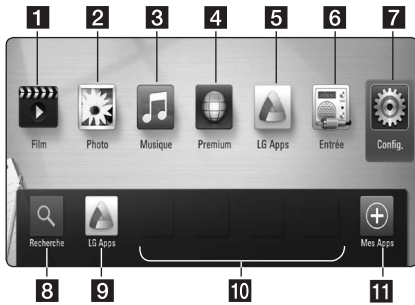 1 2 3 4 5 6 7
Film Photo Musique Premium LG Apps Entrée Config.
Recherche LG Apps Mes Apps
8 9 10 11